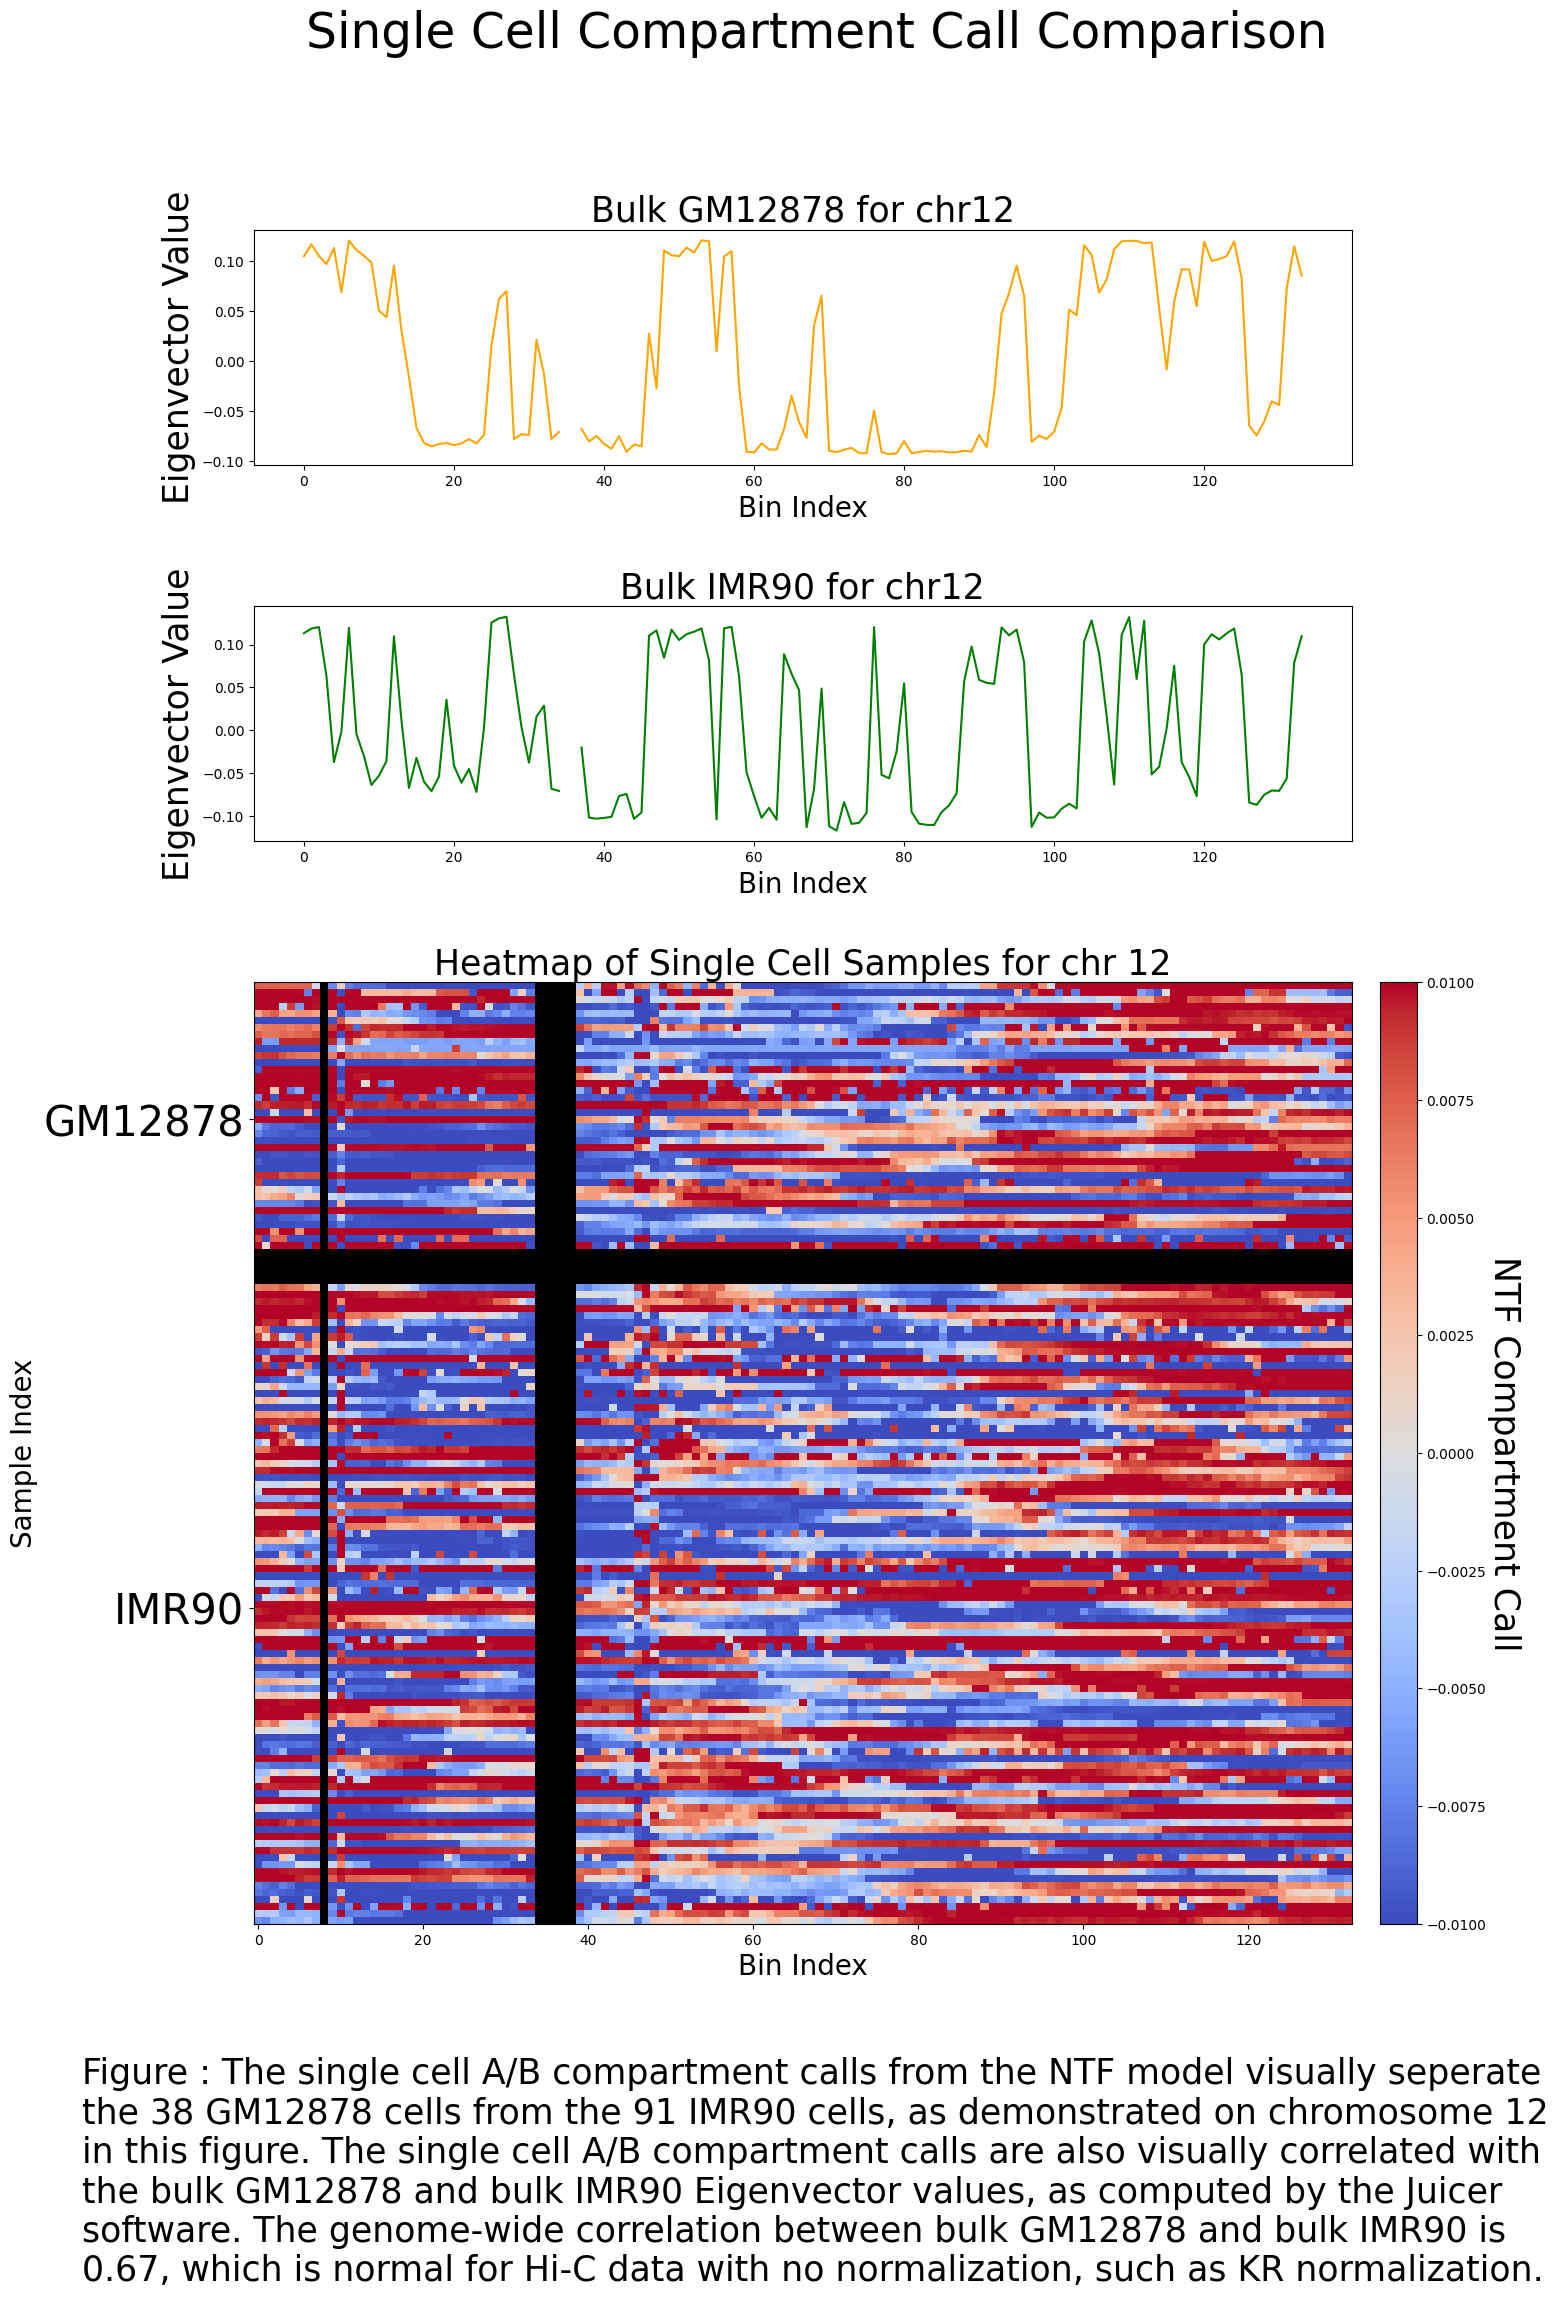 Single Cell Compartment Call Comparison
Bulk GM12878 for chr12
Eigenvector Value
0.10
0.05
0.00
−0.05
−0.10
0
20
40
60
80
100
120
Bin Index
Bulk IMR90 for chr12
Eigenvector Value
0.10
0.05
0.00
−0.05
−0.10
0
20
40
60
80
100
120
Bin Index
Heatmap of Single Cell Samples for chr 12
Sample Index
GM12878
IMR90
0
20
40
60
80
100
120
Bin Index
0.0100
0.0075
0.0050
0.0025
0.0000
−0.0025
−0.0050
−0.0075
−0.0100
NTF Compartment Call
Figure : The single cell A/B compartment calls from the NTF model visually seperate
the 38 GM12878 cells from the 91 IMR90 cells, as demonstrated on chromosome 12
in this figure. The single cell A/B compartment calls are also visually correlated with
the bulk GM12878 and bulk IMR90 Eigenvector values, as computed by the Juicer
software. The genome-wide correlation between bulk GM12878 and bulk IMR90 is
0.67, which is normal for Hi-C data with no normalization, such as KR normalization.